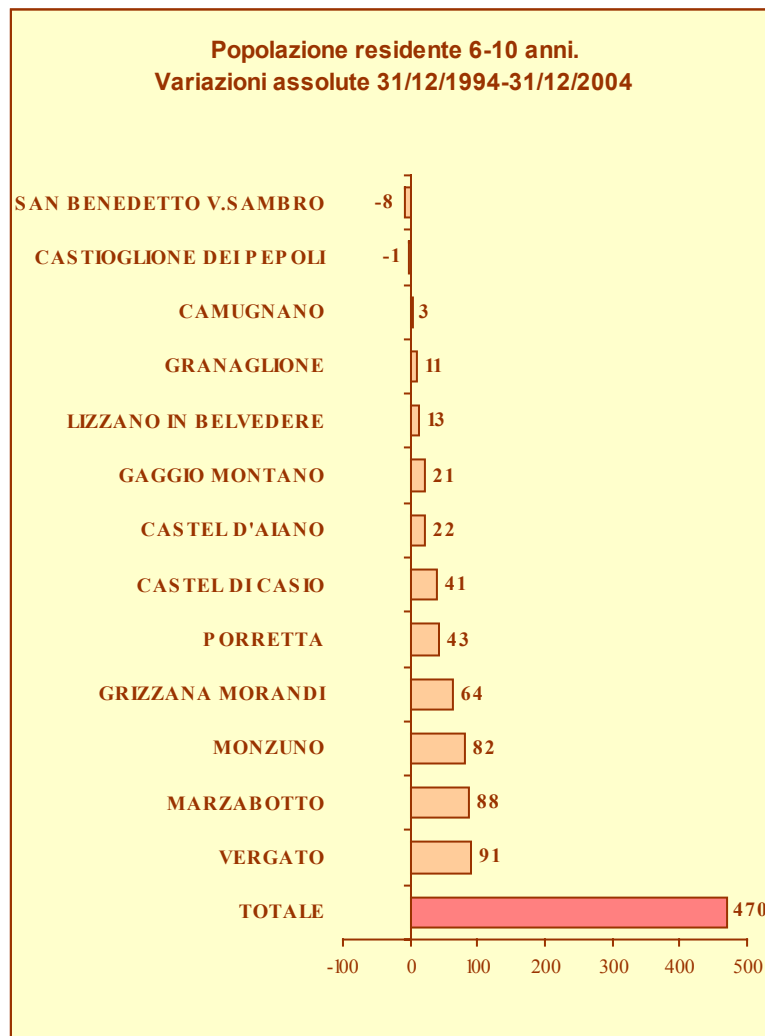 Popolazione residente 6-10 anni.
Variazioni assolute 31/12/1994-31/12/2004
SAN BENEDETTO V.SAMBRO -8
CASTIOGLIONE DEI PEPOLI -1
CAMUGNANO 3
GRANAGLIONE 11
LIZZANO IN BELVEDERE 13
GAGGIO MONTANO 21
CASTEL D'AIANO 22
CASTEL DI CASIO 41
PORRETTA 43
GRIZZANA MORANDI 64
MONZUNO 82
MARZABOTTO 88
VERGATO 91
TOTALE 470
-100 0 100 200 300 400 500